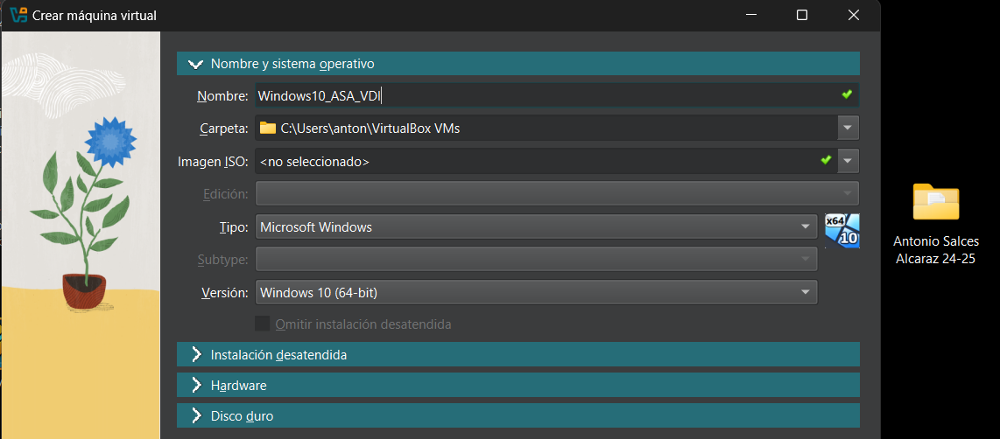 Crear máquina virtual
Nombre y sistema operativo
Nombre: Windows10_ASA_VDI
Carpeta: C:\Users\anton\VirtualBox VMs
Imagen ISO: <no seleccionado>
Edición:
Tipo: Microsoft Windows
x64
10
Subtype:
Versión: Windows 10 (64-bit)
Omitir instalación desatendida
Instalación desatendida
Hardware
Disco duro
Antonio Salces
Alcaraz 24-25